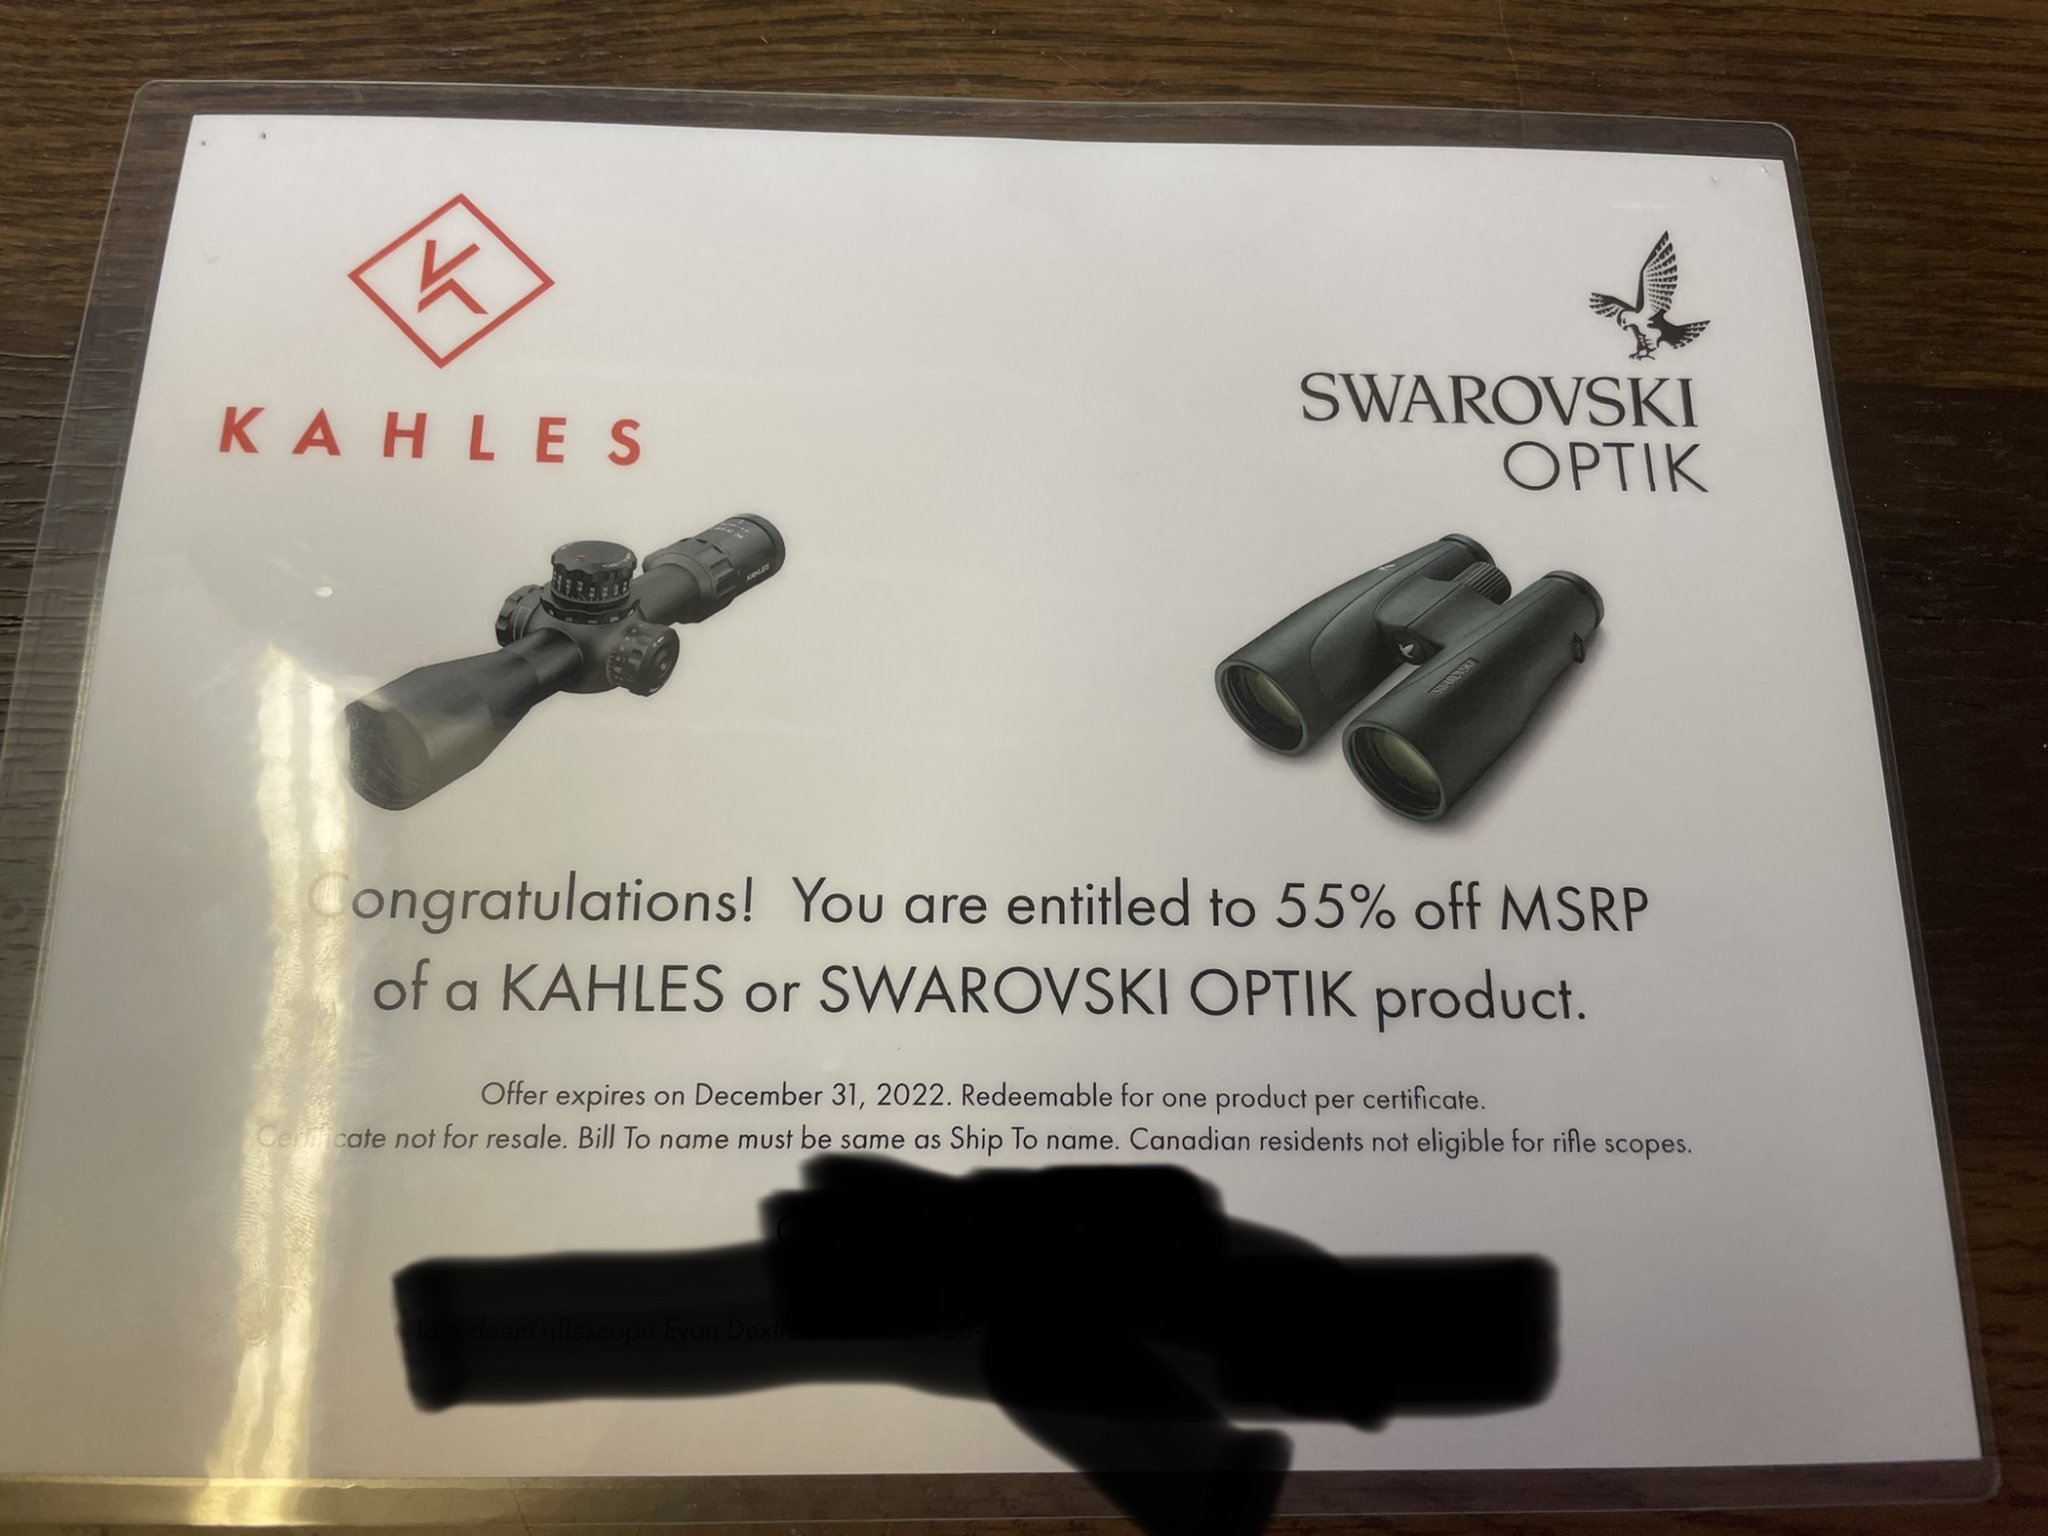 KAHLES
SWAROVSKI
OPTIK
KAHLES
Congratulations! You are entitled to 55% off MSRP
of a KAHLES or SWAROVSKI OPTIK product.
Offer expires on December 31, 2022. Redeemable for one product per certificate.
Certificate not for resale. Bill To name must be same as Ship To name. Canadian residents not eligible for rifle scopes.